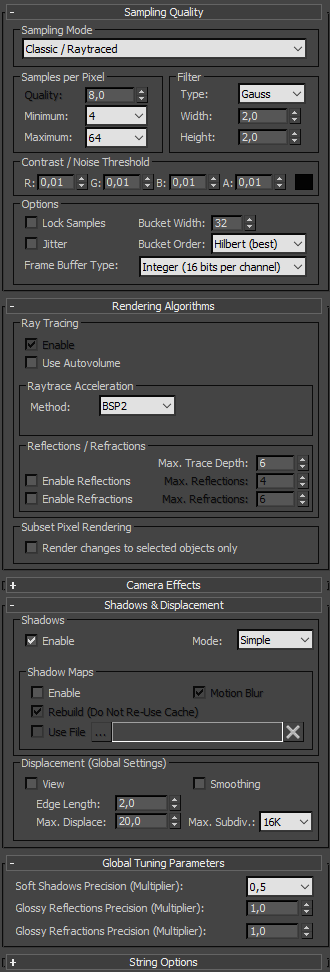 - Sampling Quality
Sampling Mode
Classic / Raytraced
Samples per Pixel
Quality: 8,0
Minimum: 4
Maximum: 64
Filter
Type: Gauss
Width: 2,0
Height: 2,0
Contrast / Noise Threshold
R: 0,01 G: 0,01 B: 0,01 A: 0,01
Options
Lock Samples Bucket Width: 32
Jitter Bucket Order: Hilbert (best)
Frame Buffer Type: Integer (16 bits per channel)
- Rendering Algorithms
Ray Tracing
Enable
Use Autovolume
Raytrace Acceleration
Method: BSP2
Reflections / Refractions
Max. Trace Depth: 6
Enable Reflections Max. Reflections: 4
Enable Refractions Max. Refractions: 6
Subset Pixel Rendering
Render changes to selected objects only
+ Camera Effects
- Shadows & Displacement
Shadows
Enable Mode: Simple
Shadow Maps
Enable Motion Blur
Rebuild (Do Not Re-Use Cache)
Use File ...
Displacement (Global Settings)
View Smoothing
Edge Length: 2,0
Max. Displace: 20,0 Max. Subdiv.: 16K
- Global Tuning Parameters
Soft Shadows Precision (Multiplier): 0,5
Glossy Reflections Precision (Multiplier): 1,0
Glossy Refractions Precision (Multiplier): 1,0
+ String Options